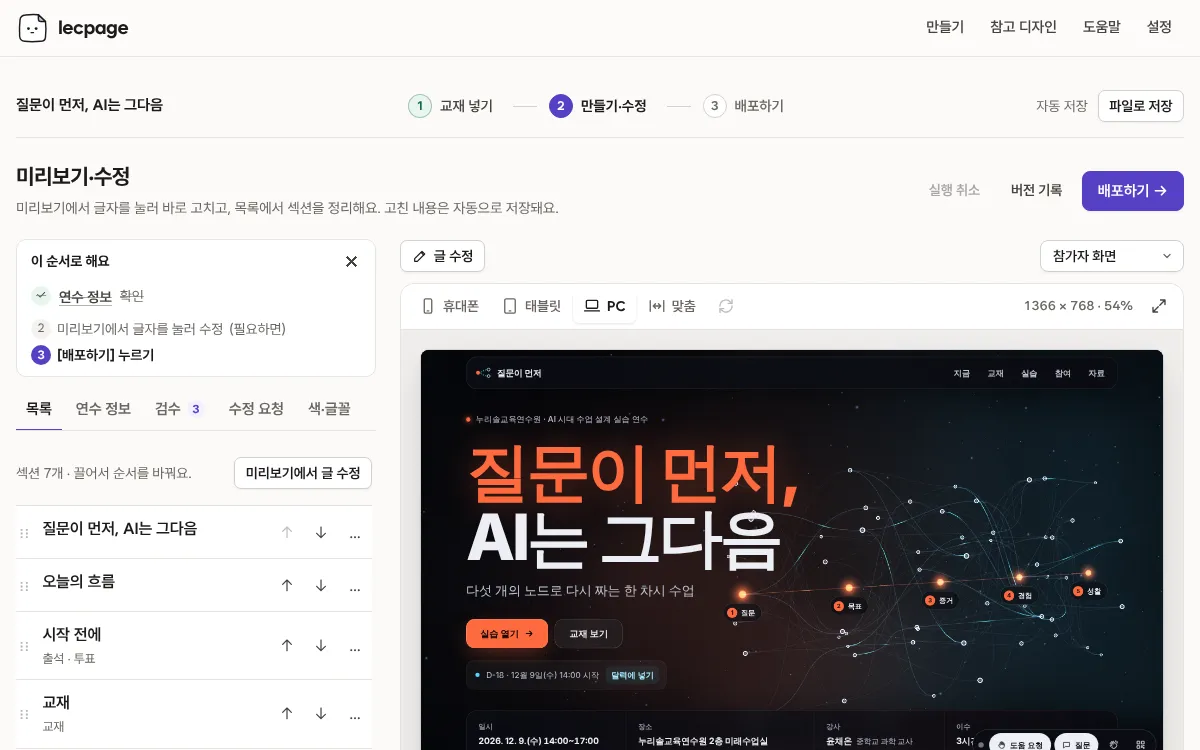 lecpage
만들기 참고 디자인 도움말 설정
질문이 먼저, AI는 그다음
1 교재 넣기 2 만들기·수정 3 배포하기
자동 저장 파일로 저장
미리보기·수정
미리보기에서 글자를 눌러 바로 고치고, 목록에서 섹션을 정리해요. 고친 내용은 자동으로 저장돼요.
실행 취소 버전 기록 배포하기 →
이 순서로 해요
연수 정보 확인
2 미리보기에서 글자를 눌러 수정 (필요하면)
3 [배포하기] 누르기
목록 연수 정보 검수 3 수정 요청 색·글꼴
섹션 7개 · 끌어서 순서를 바꿔요. 미리보기에서 글 수정
질문이 먼저, AI는 그다음 ...
오늘의 흐름 ...
시작 전에 ...
출석 · 투표
교재 ...
교재
글 수정 참가자 화면
휴대폰 태블릿 PC 맞춤 1366 × 768 · 54%
질문이 먼저 지금 교재 실습 참여 자료
누리솔교육연수원 · AI 시대 수업 설계 실습 연수
질문이 먼저,
AI는 그다음
다섯 개의 노드로 다시 짜는 한 차시 수업
실습 열기 → 교재 보기
D-18 · 12월 9일(수) 14:00 시작 달력에 넣기
1 질문 2 목표 3 증거 4 경험 5 성찰
일시 장소 강사 이수
2026. 12. 9.(수) 14:00~17:00 누리솔교육연수원 2층 미래수업실 윤채온 중학교 과학 교사 3시간
도움 요청 질문